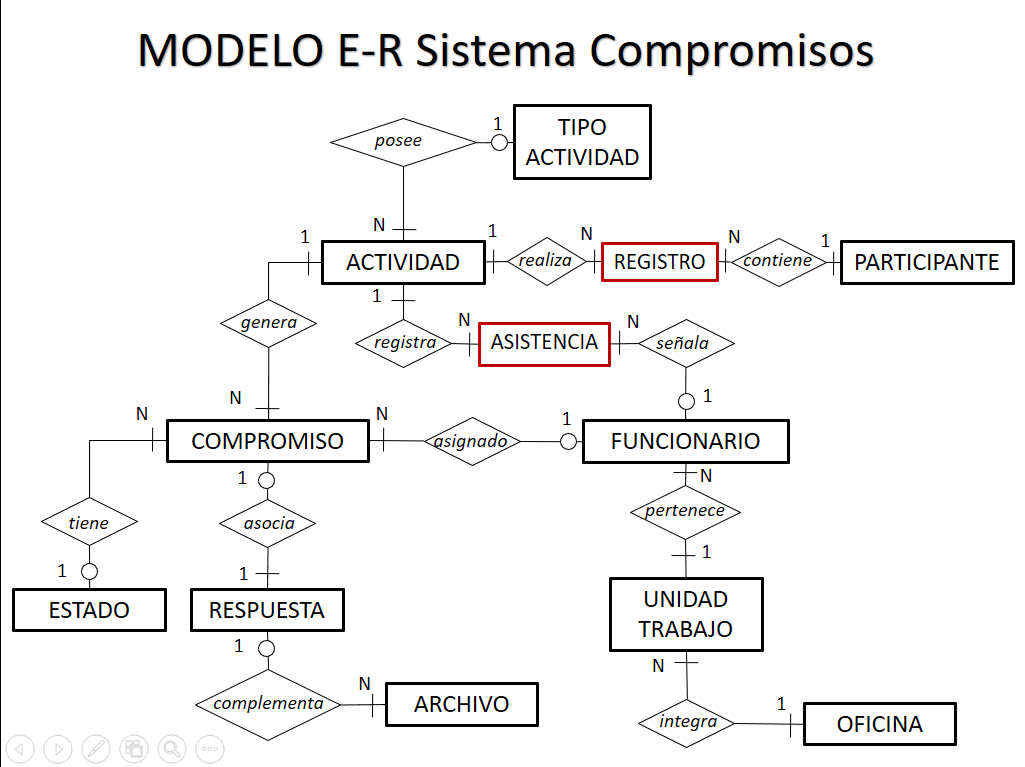 MODELO E-R Sistema Compromisos
TIPO
ACTIVIDAD
posee
1
N
1
ACTIVIDAD
1
realiza
N
REGISTRO
N
contiene
1
PARTICIPANTE
1
genera
registra
N
ASISTENCIA
N
señala
1
N
N
COMPROMISO
N
asignado
1
FUNCIONARIO
N
1
tiene
asocia
pertenece
1
1
1
ESTADO
RESPUESTA
UNIDAD
TRABAJO
1
N
complementa
N
ARCHIVO
integra
1
OFICINA